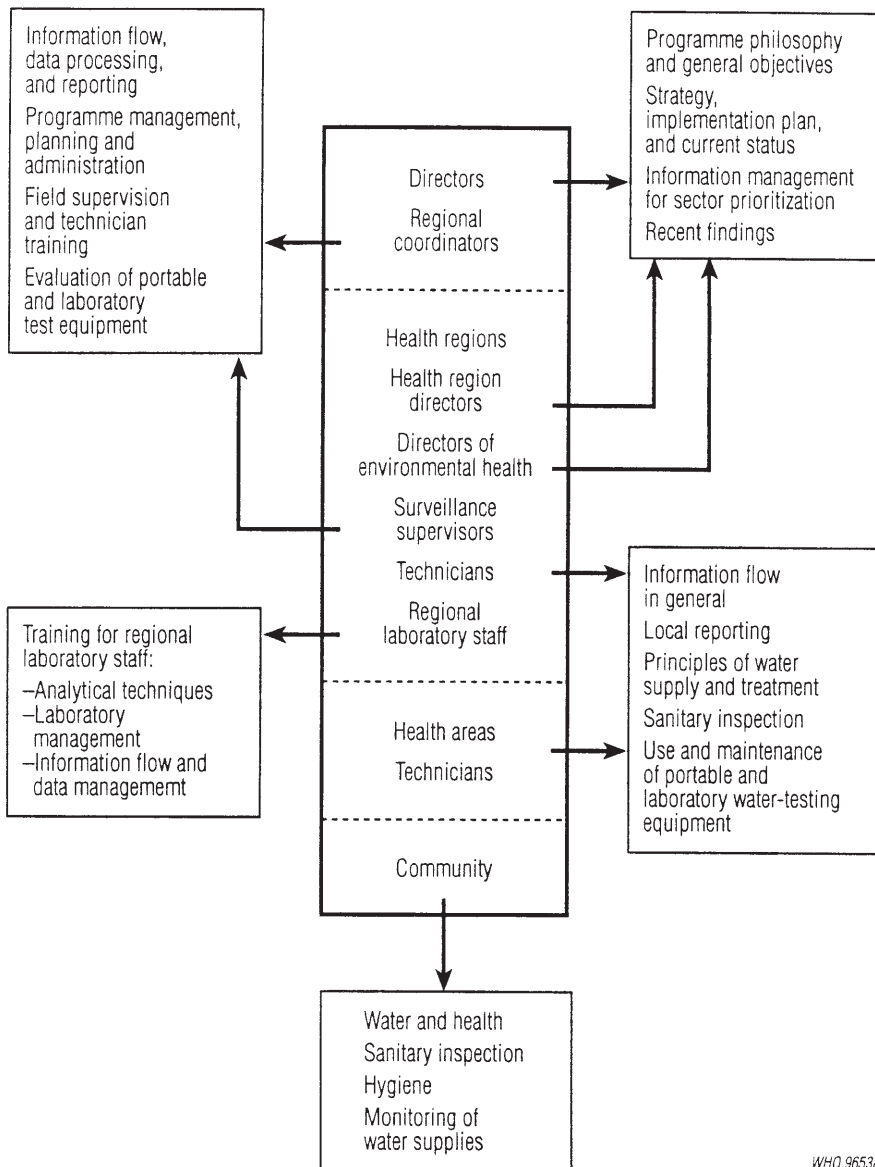 Information flow,
data processing,
and reporting
Programme management,
planning and
administration
Field supervision
and technician
training
Evaluation of portable
and laboratory
test equipment
Programme philosophy
and general objectives
Strategy,
implementation plan,
and current status
Information management
for sector prioritization
Recent findings
Directors
Regional
coordinators
Health regions
Health region
directors
Directors of
environmental health
Surveillance
supervisors
Technicians
Regional
laboratory staff
Training for regional
laboratory staff:
–Analytical techniques
–Laboratory
management
–Information flow and
data managememt
Information flow
in general
Local reporting
Principles of water
supply and treatment
Sanitary inspection
Use and maintenance
of portable and
laboratory water-testing
equipment
Health areas
Technicians
Community
Water and health
Sanitary inspection
Hygiene
Monitoring of
water supplies
WHO